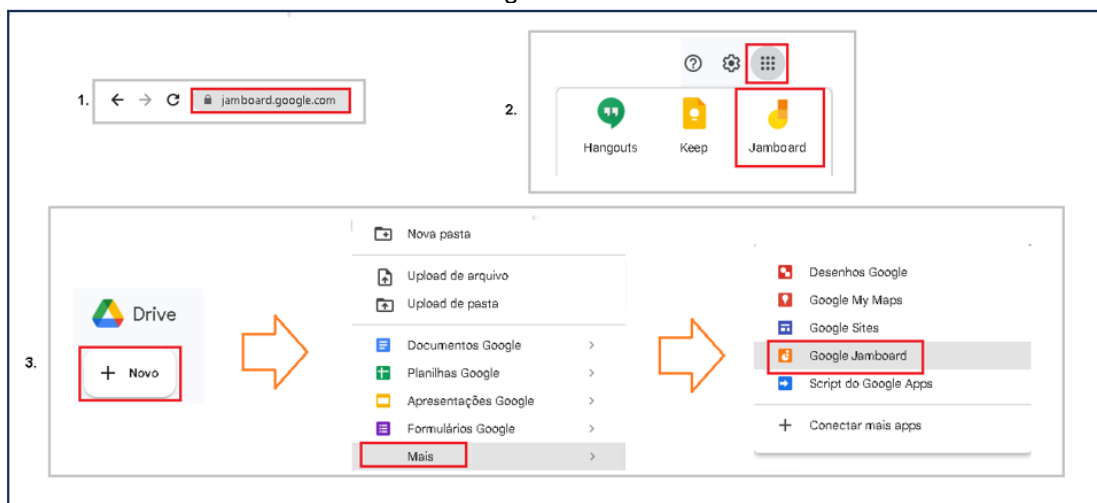 1.
jamboard.google.com
2.
Hangouts
Keep
Jamboard
3.
Drive
+ Novo
Nova pasta
Upload de arquivo
Upload de pasta
Documentos Google
Planilhas Google
Apresentações Google
Formulários Google
Mais
Desenhos Google
Google My Maps
Google Sites
Google Jamboard
Script do Google Apps
+ Conectar mais apps